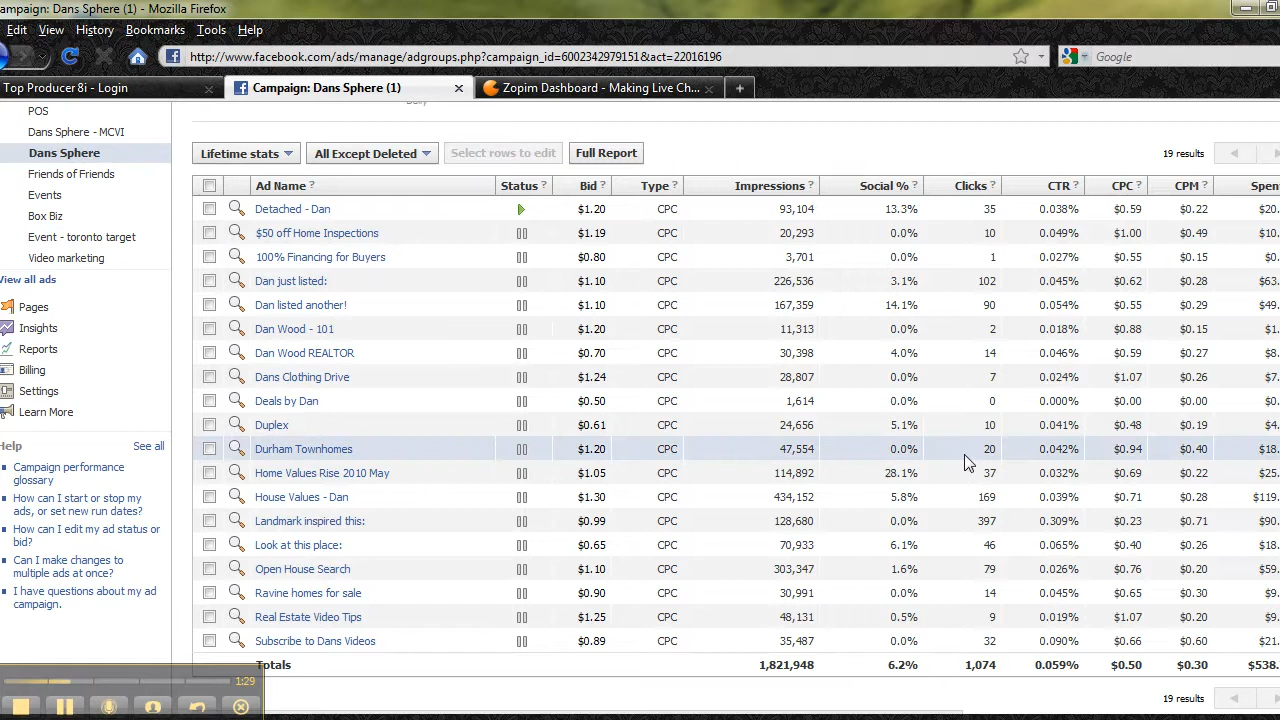 ampaign: Dans Sphere (1) - Mozilla Firefox
Edit View History Bookmarks Tools Help
http://www.facebook.com/ads/manage/adgroups.php?campaign_id=6002342979151&act=22016196 Google
Top Producer 8i - Login Campaign: Dans Sphere (1) Zopim Dashboard - Making Live Ch...
POS
Dans Sphere - MCVI
Dans Sphere
Friends of Friends
Events
Box Biz
Event - toronto target
Video marketing
View all ads
Pages
Insights
Reports
Billing
Settings
Learn More
Help See all
Campaign performance
glossary
How can I start or stop my
ads, or set new run dates?
How can I edit my ad status or
bid?
Can I make changes to
multiple ads at once?
I have questions about my ad
campaign.
Daily
Lifetime stats All Except Deleted Select rows to edit Full Report 19 results
Ad Name ? Status ? Bid ? Type ? Impressions ? Social % ? Clicks ? CTR ? CPC ? CPM ? Spen
Detached - Dan $1.20 CPC 93,104 13.3% 35 0.038% $0.59 $0.22 $20.
$50 off Home Inspections $1.19 CPC 20,293 0.0% 10 0.049% $1.00 $0.49 $10.
100% Financing for Buyers $0.80 CPC 3,701 0.0% 1 0.027% $0.55 $0.15 $0.
Dan just listed: $1.10 CPC 226,536 3.1% 102 0.045% $0.62 $0.28 $63.
Dan listed another! $1.10 CPC 167,359 14.1% 90 0.054% $0.55 $0.29 $49.
Dan Wood - 101 $1.20 CPC 11,313 0.0% 2 0.018% $0.88 $0.15 $1.
Dan Wood REALTOR $0.70 CPC 30,398 4.0% 14 0.046% $0.59 $0.27 $8.
Dans Clothing Drive $1.24 CPC 28,807 0.0% 7 0.024% $1.07 $0.26 $7.
Deals by Dan $0.50 CPC 1,614 0.0% 0 0.000% $0.00 $0.00 $0.
Duplex $0.61 CPC 24,656 5.1% 10 0.041% $0.48 $0.19 $4.
Durham Townhomes $1.20 CPC 47,554 0.0% 20 0.042% $0.94 $0.40 $18.
Home Values Rise 2010 May $1.05 CPC 114,892 28.1% 37 0.032% $0.69 $0.22 $25.
House Values - Dan $1.30 CPC 434,152 5.8% 169 0.039% $0.71 $0.28 $119.
Landmark inspired this: $0.99 CPC 128,680 0.0% 397 0.309% $0.23 $0.71 $90.
Look at this place: $0.65 CPC 70,933 6.1% 46 0.065% $0.40 $0.26 $18.
Open House Search $1.10 CPC 303,347 1.6% 79 0.026% $0.76 $0.20 $59.
Ravine homes for sale $0.90 CPC 30,991 0.0% 14 0.045% $0.65 $0.30 $9.
Real Estate Video Tips $1.25 CPC 48,131 0.5% 9 0.019% $1.07 $0.20 $9.
Subscribe to Dans Videos $0.89 CPC 35,487 0.0% 32 0.090% $0.66 $0.60 $21.
Totals 1,821,948 6.2% 1,074 0.059% $0.50 $0.30 $538.
1:29
19 results